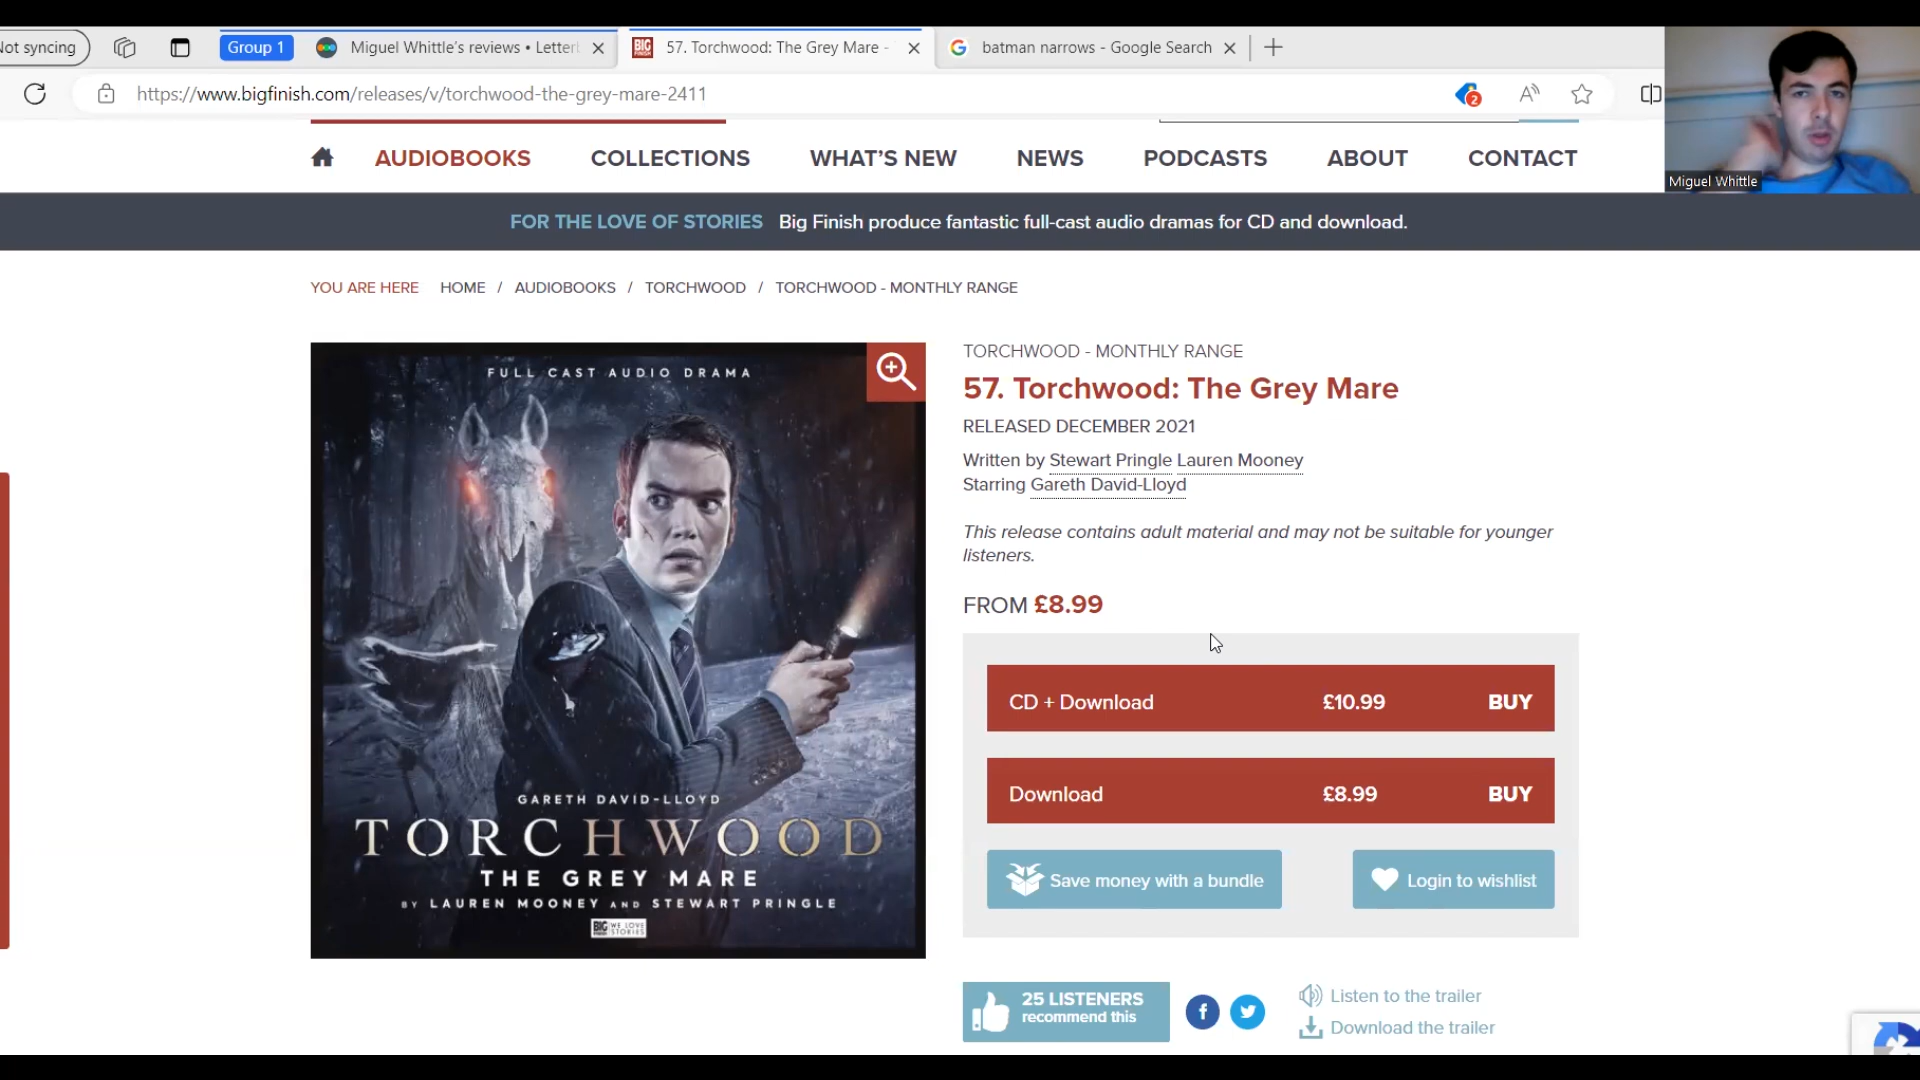 Not syncing
Group 1
Miguel Whittle's reviews • Letter
57. Torchwood: The Grey Mare -
batman narrows - Google Search
https://www.bigfinish.com/releases/v/torchwood-the-grey-mare-2411
2
Miguel Whittle
AUDIOBOOKS
COLLECTIONS
WHAT'S NEW
NEWS
PODCASTS
ABOUT
CONTACT
FOR THE LOVE OF STORIES Big Finish produce fantastic full-cast audio dramas for CD and download.
YOU ARE HERE HOME / AUDIOBOOKS / TORCHWOOD / TORCHWOOD - MONTHLY RANGE
FULL CAST AUDIO DRAMA
GARETH DAVID-LLOYD
TORCHWOOD
THE GREY MARE
BY LAUREN MOONEY AND STEWART PRINGLE
BIG FINISH WE LOVE STORIES
TORCHWOOD - MONTHLY RANGE
57. Torchwood: The Grey Mare
RELEASED DECEMBER 2021
Written by Stewart Pringle Lauren Mooney
Starring Gareth David-Lloyd
This release contains adult material and may not be suitable for younger
listeners.
FROM £8.99
CD + Download £10.99 BUY
Download £8.99 BUY
Save money with a bundle
Login to wishlist
25 LISTENERS
recommend this
Listen to the trailer
Download the trailer